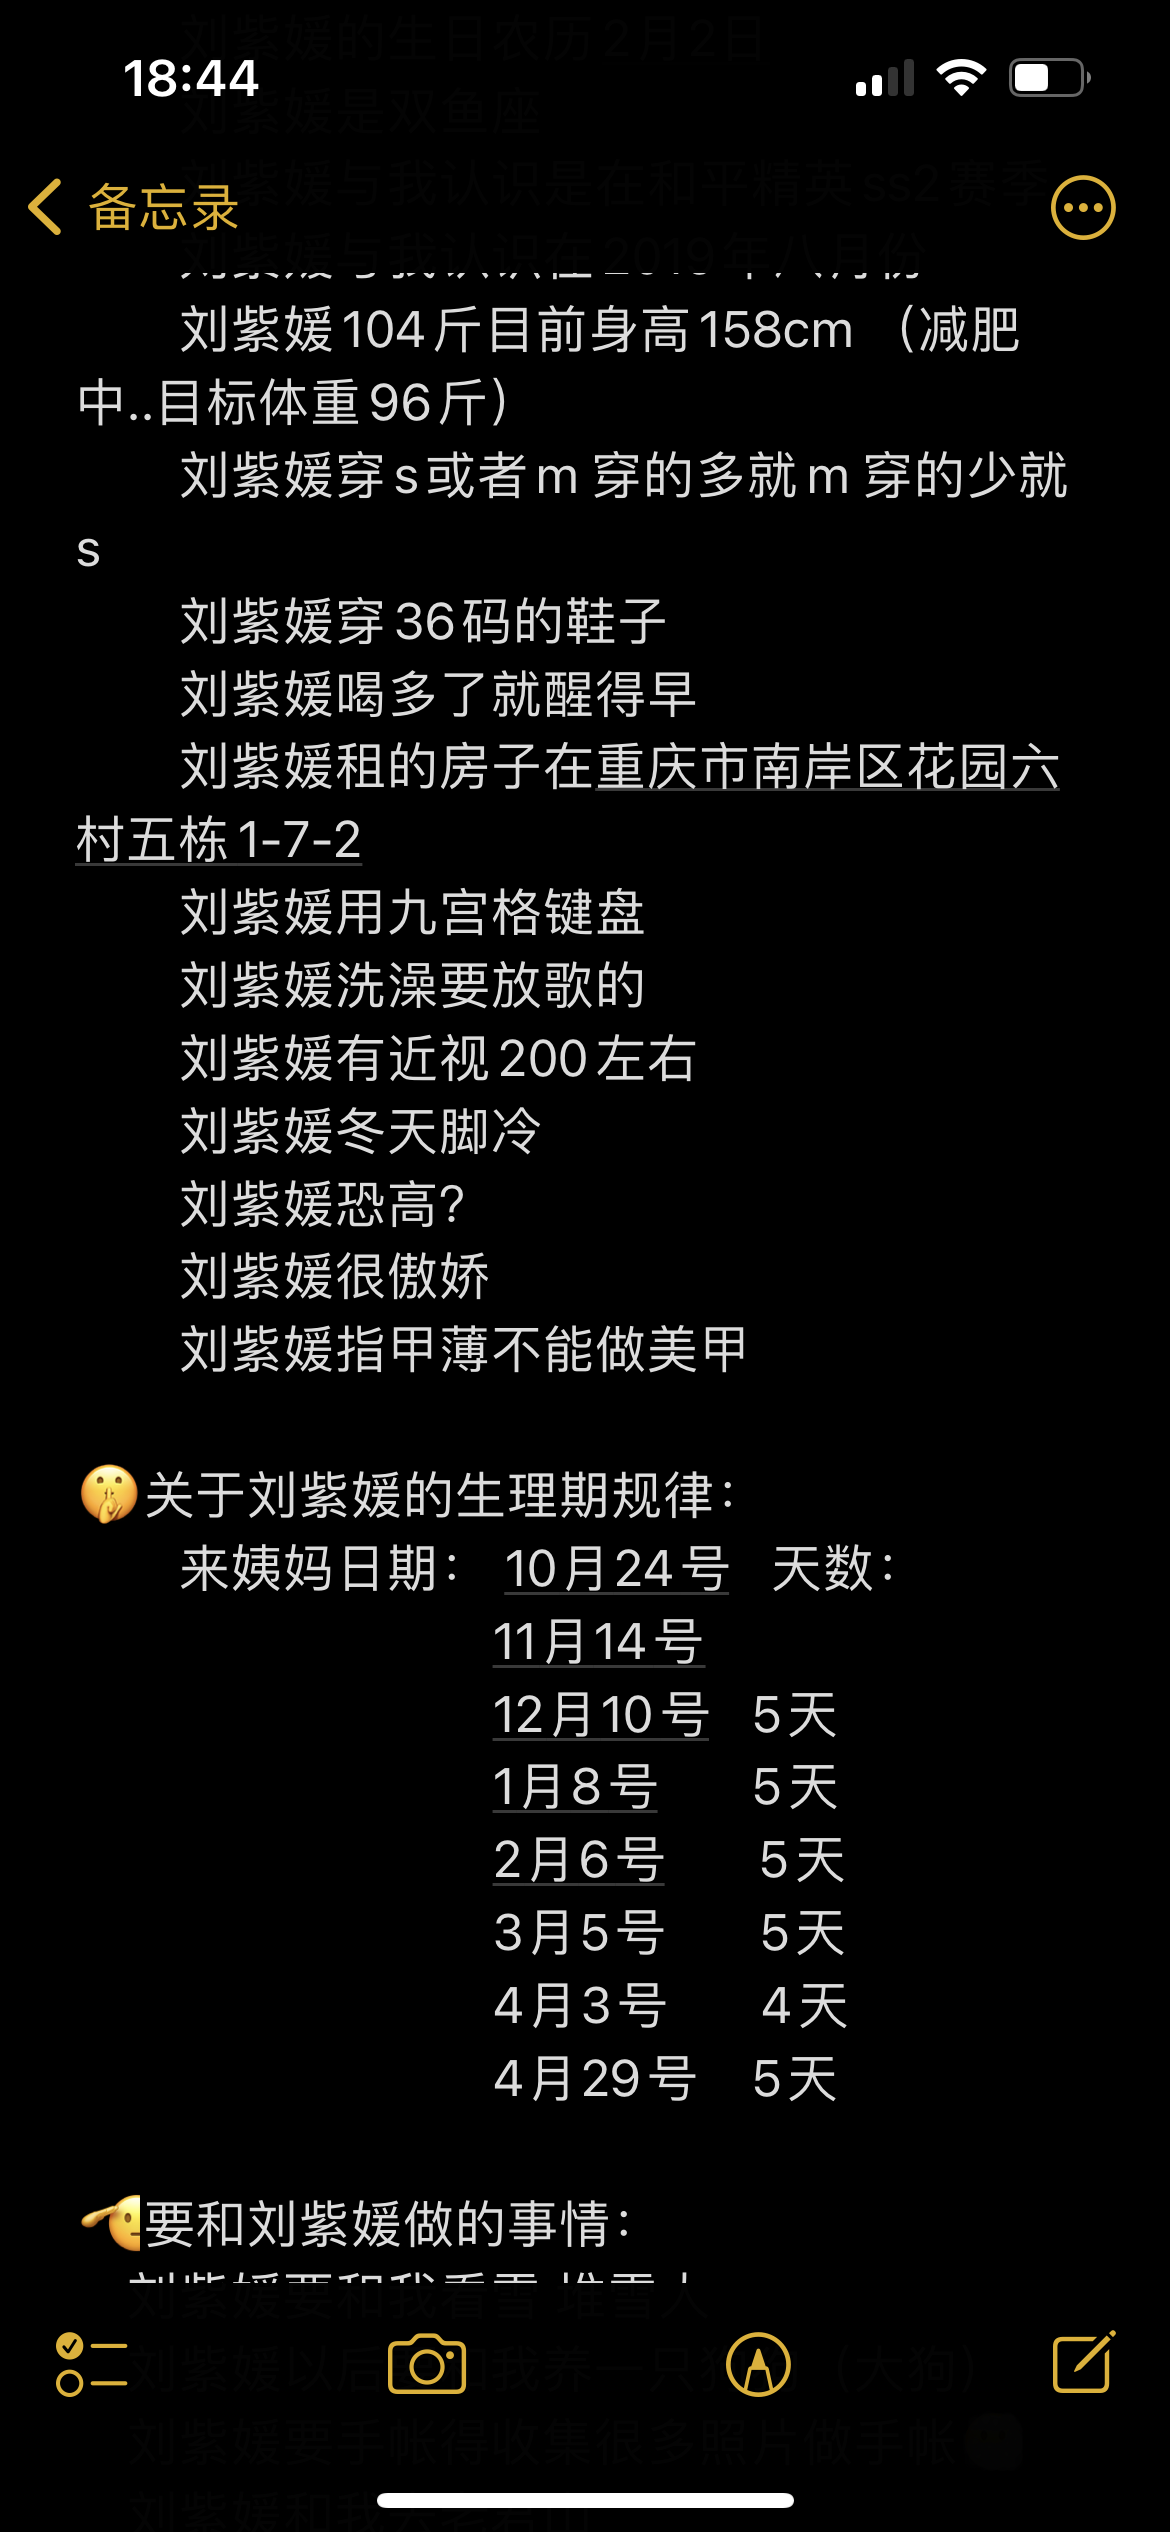 刘紫媛的生日农历2月2日
18:44
刘紫媛是双鱼座
刘紫媛与我认识是在和平精英ss2赛季
备忘录
刘紫媛与我认识在2019年八月份
刘紫媛104斤目前身高158cm （减肥
中..目标体重96斤）
刘紫媛穿s或者m 穿的多就m 穿的少就
s
刘紫媛穿36码的鞋子
刘紫媛喝多了就醒得早
刘紫媛租的房子在重庆市南岸区花园六
村五栋1-7-2
刘紫媛用九宫格键盘
刘紫媛洗澡要放歌的
刘紫媛有近视200左右
刘紫媛冬天脚冷
刘紫媛恐高?
刘紫媛很傲娇
刘紫媛指甲薄不能做美甲
🤫关于刘紫媛的生理期规律：
来姨妈日期： 10月24号 天数：
11月14号
12月10号 5天
1月8号 5天
2月6号 5天
3月5号 5天
4月3号 4天
4月29号 5天
要和刘紫媛做的事情：
刘紫媛要和我看雪 堆雪人
刘紫媛以后 我养一只 （大狗）
刘紫媛要手帐得收集很多照片做手帐
刘紫媛和我